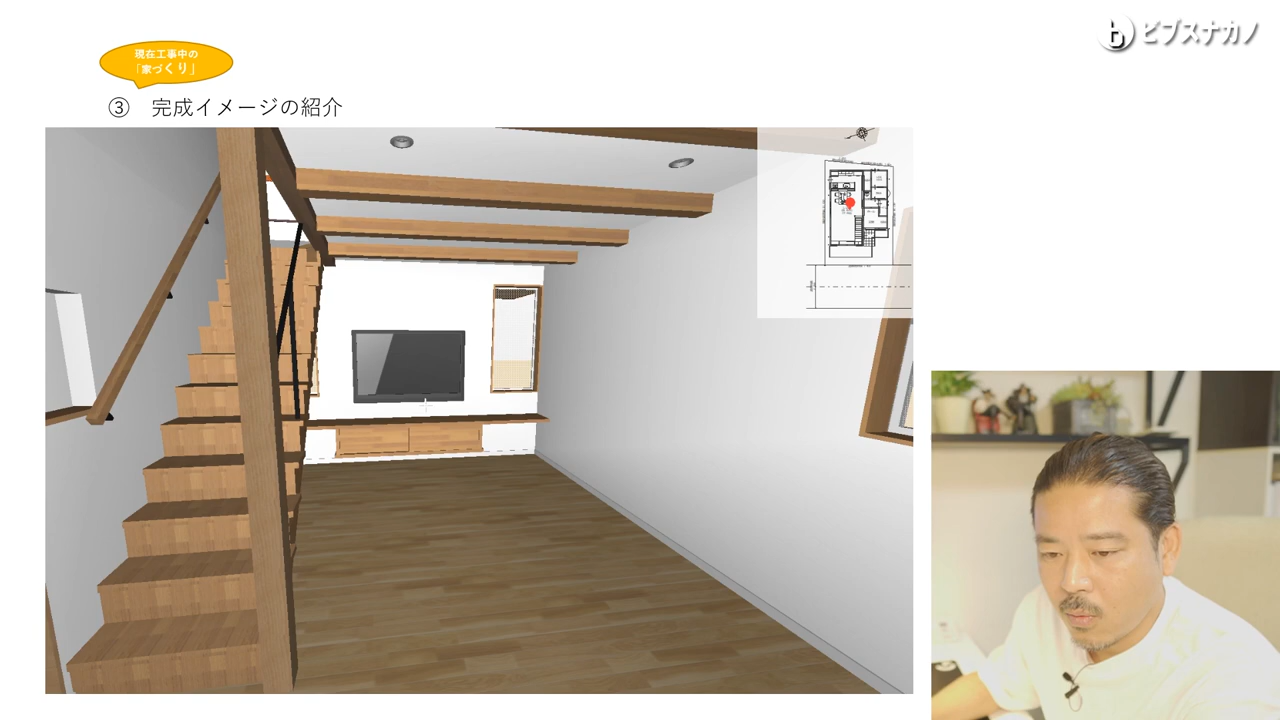 ビブスナカノ
現在工事中の
「家づくり」
③ 完成イメージの紹介